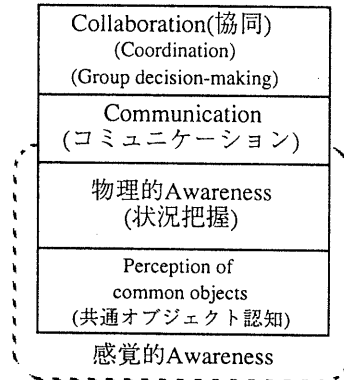 Collaboration(協同)
(Coordination)
(Group decision-making)
Communication
(コミュニケーション)
物理的Awareness
(状況把握)
Perception of
common objects
(共通オブジェクト認知)
感覚的Awareness